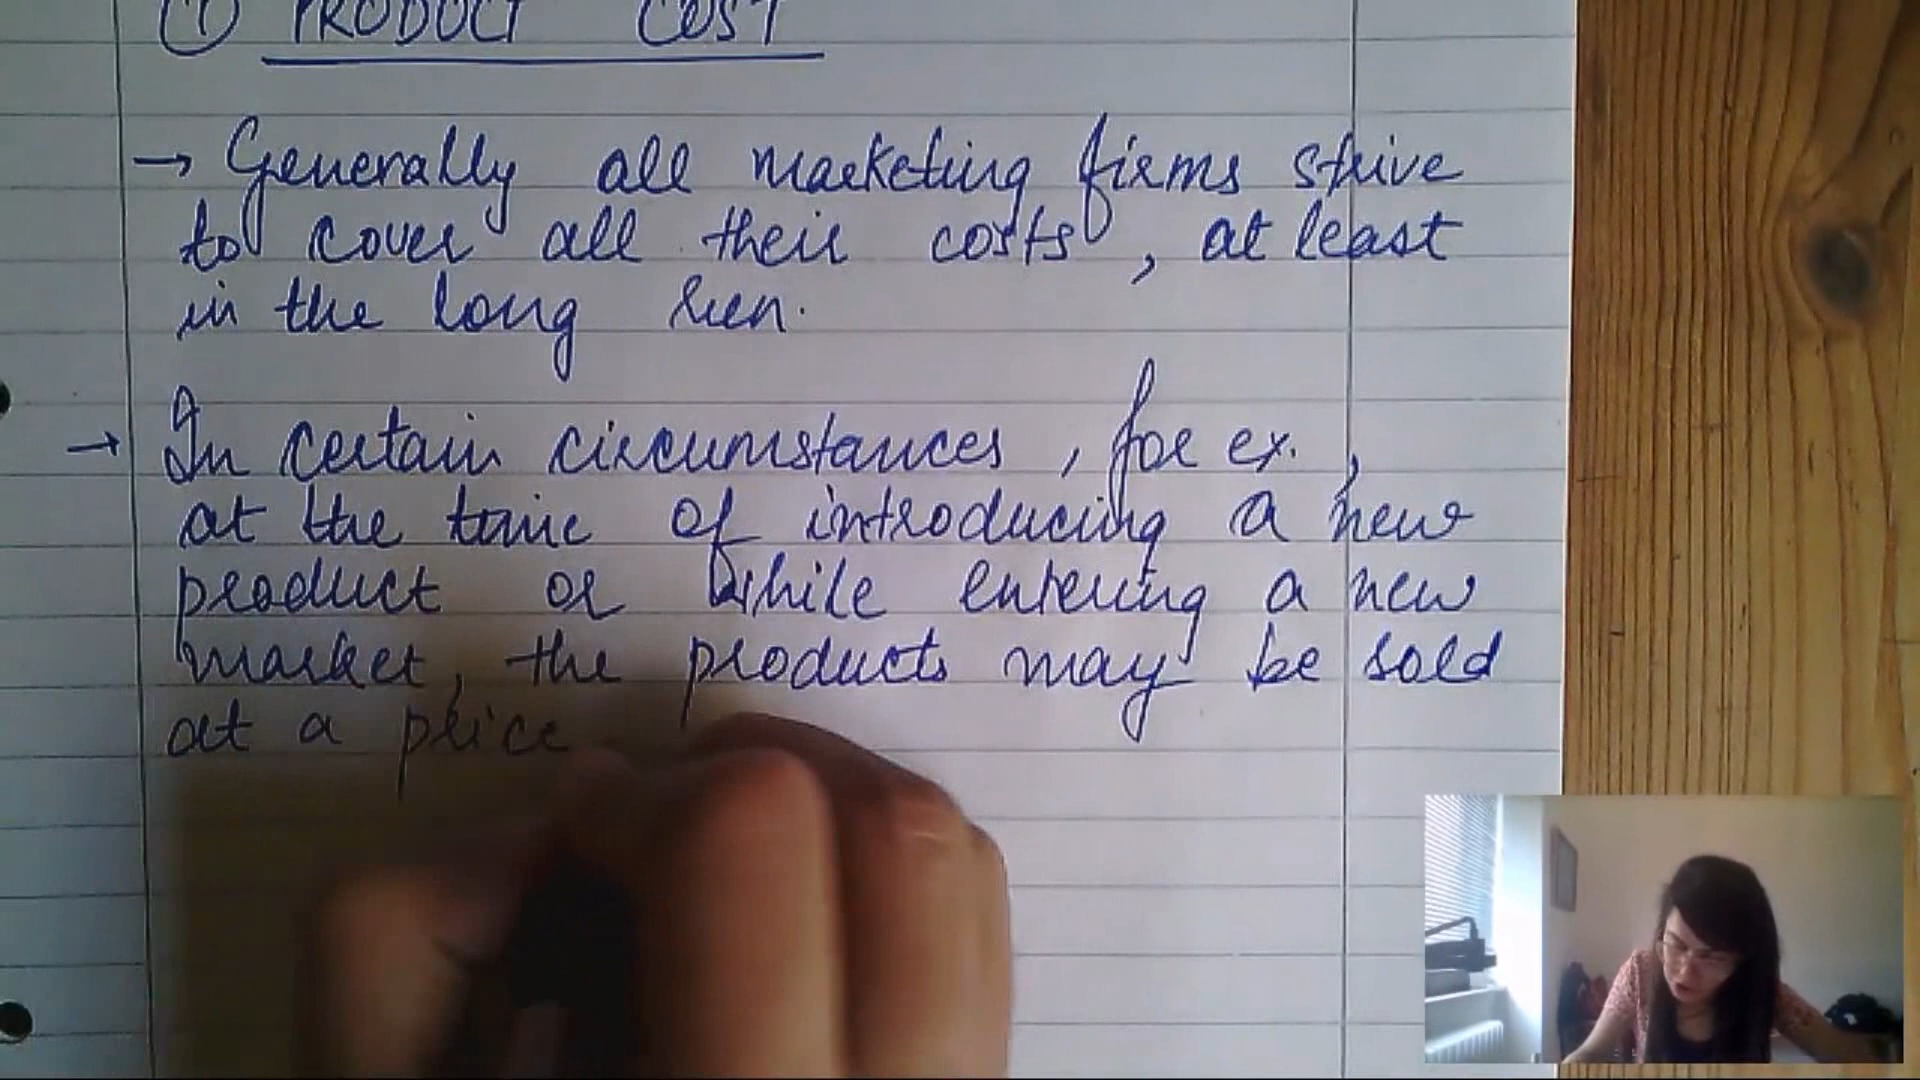 ① PRODUCT COST
→ Generally all marketing firms strive
to cover all their costs, at least
in the long run.
→ In certain circumstances, for ex.,
at the time of introducing a new
product or while entering a new
market, the products may be sold
at a price